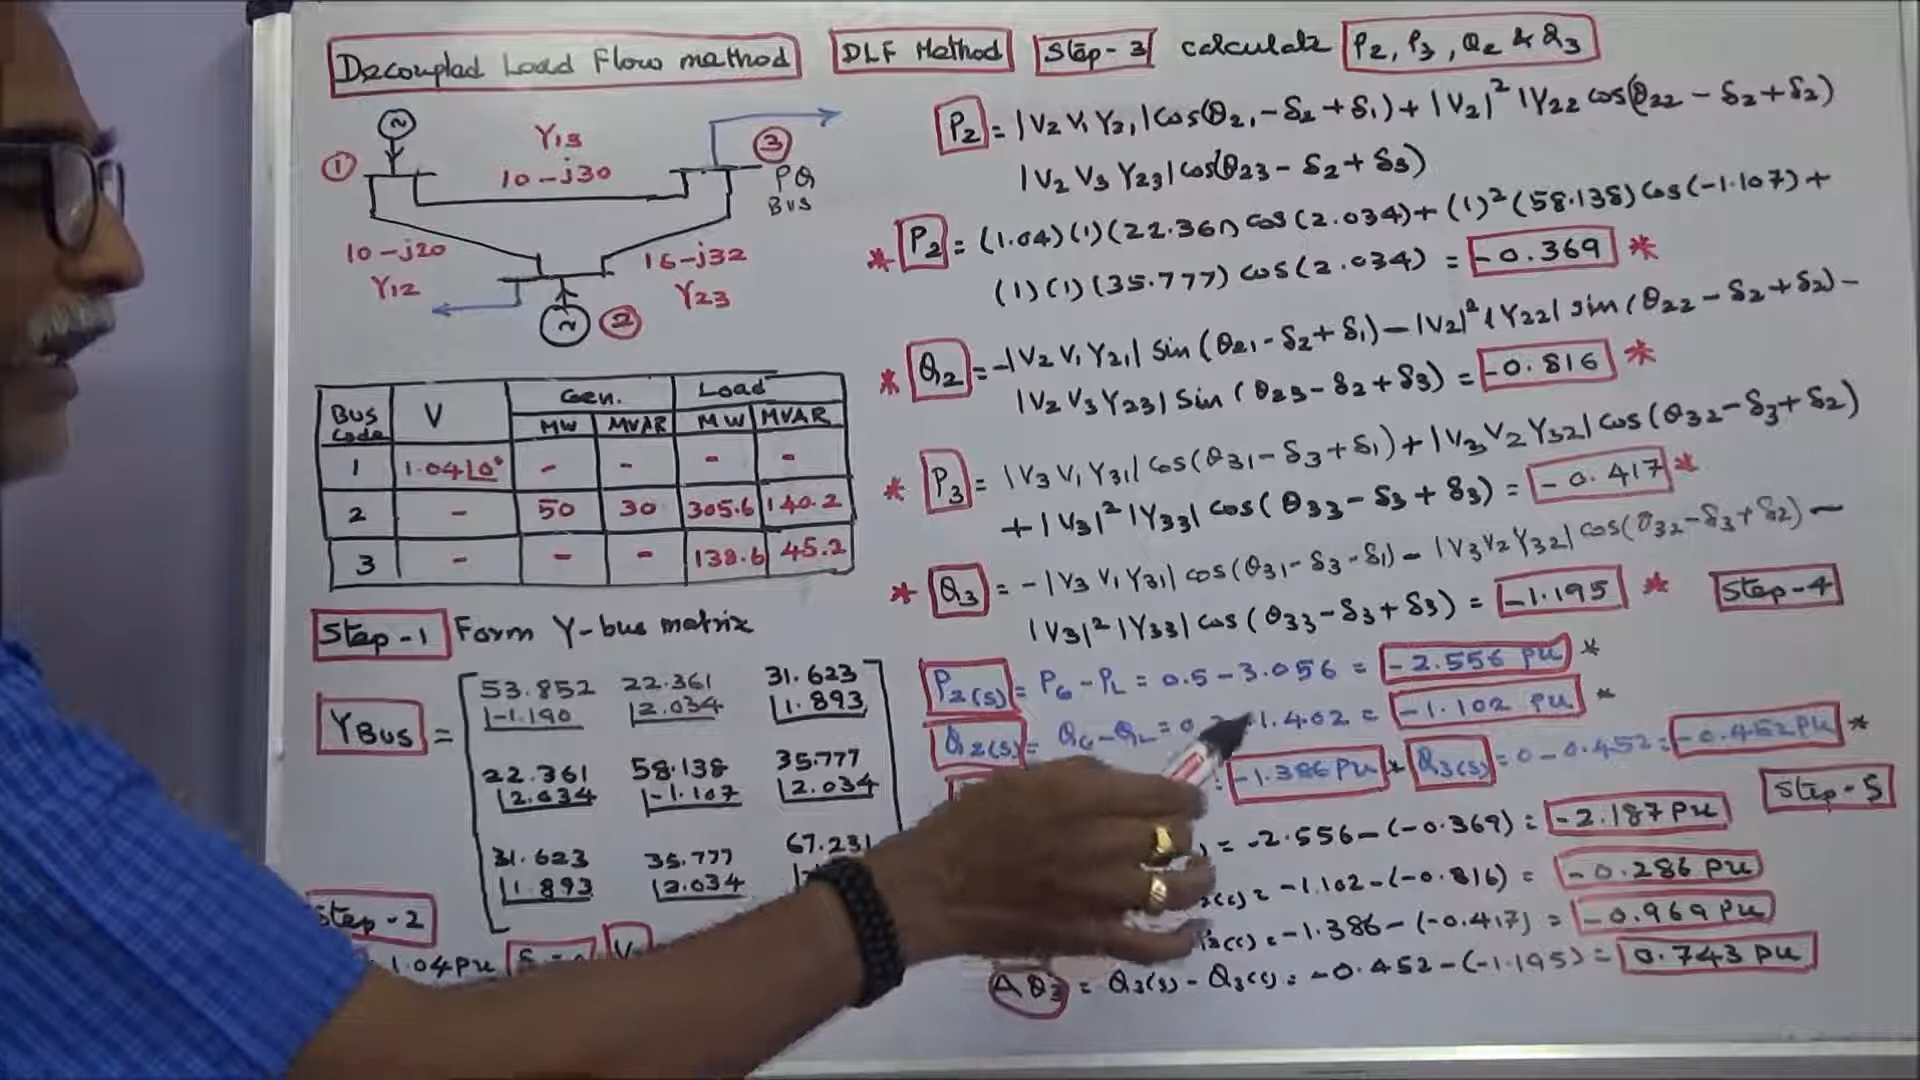 Decoupled Load Flow method
DLF Method
Step-3 calculate P2, P3, Q2 & Q3
Y13
10-j30
1
3
PQ
BUS
10-j20
Y12
16-j32
Y23
~
~
2
BUS Code V Gen. Load
MW MVAR MW MVAR
1 1.04∠0° - - - -
2 - 50 30 305.6 140.2
3 - - - 138.6 45.2
Step-1 Form Y-bus matrix
YBUS =
53.852 ∠-1.190 22.361 ∠2.034 31.623 ∠1.893
22.361 ∠2.034 58.138 ∠-1.107 35.777 ∠2.034
31.623 ∠1.893 35.777 ∠2.034 67.231
Step-2
1.04pu
P2 = |V2 V1 Y21| cos(θ21 - δ2 + δ1) + |V2|² |Y22 cos(θ22 - δ2 + δ2)
|V2 V3 Y23| cos(θ23 - δ2 + δ3)
* P2 = (1.04)(1)(22.361) cos(2.034) + (1)² (58.138) cos(-1.107) +
(1)(1)(35.777) cos(2.034) = -0.369 *
* Q2 = -|V2 V1 Y21| sin(θ21 - δ2 + δ1) - |V2|² |Y22| sin(θ22 - δ2 + δ2) -
|V2 V3 Y23| sin(θ23 - δ2 + δ3) = -0.816 *
* P3 = |V3 V1 Y31| cos(θ31 - δ3 + δ1) + |V3 V2 Y32| cos(θ32 - δ3 + δ2)
+ |V3|² |Y33| cos(θ33 - δ3 + δ3) = -0.417 *
* Q3 = -|V3 V1 Y31| cos(θ31 - δ3 - δ1) - |V3 V2 Y32| cos(θ32 - δ3 + δ2) -
|V3|² |Y33| cos(θ33 - δ3 + δ3) = -1.195 * Step-4
P2(s) = PG - PL = 0.5 - 3.056 = -2.556 pu *
Q2(s) = QG - QL = 1.402 = -1.102 pu *
-1.386 pu * Q3(s) = 0 - 0.452 = -0.452 pu *
Step-5
= -2.556 - (-0.369) = -2.187 pu
-1.102 - (-0.816) = -0.286 pu
= -1.386 - (-0.417) = -0.969 pu
ΔQ3 = Q3(s) - Q3(c) = -0.452 - (-1.195) = 0.743 pu